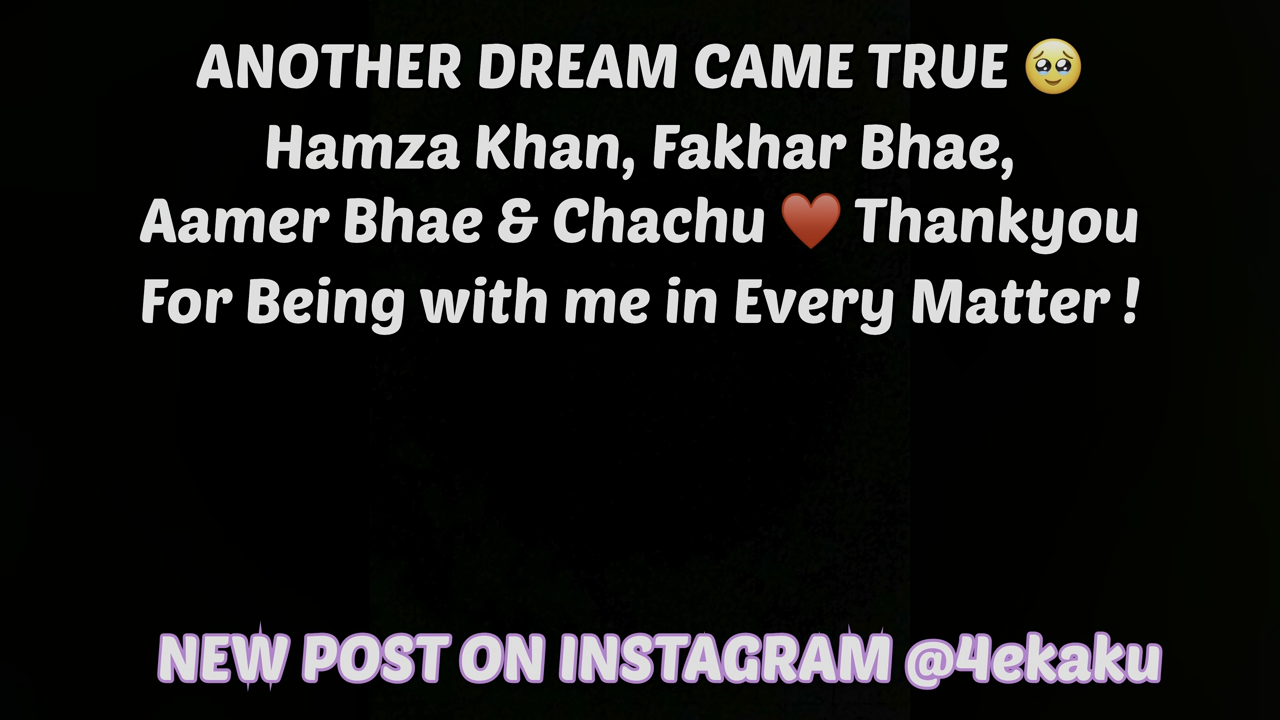 ANOTHER DREAM CAME TRUE 🥹
Hamza Khan, Fakhar Bhae,
Aamer Bhae & Chachu ♥️ Thankyou
For Being with me in Every Matter !
NEW POST ON INSTAGRAM @4ekaku